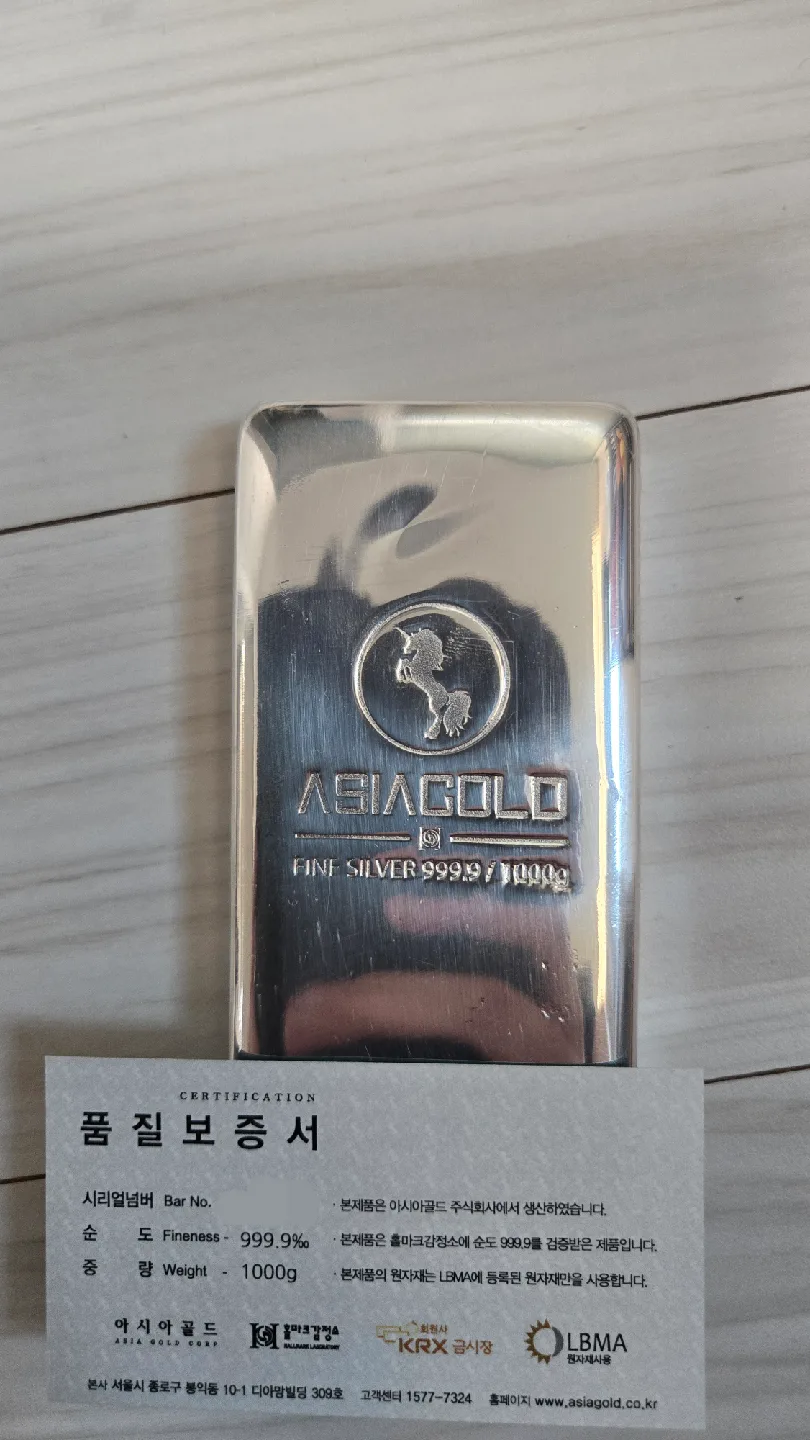 ASIAGOLD
FINE SILVER 999.9 / 1000g
CERTIFICATION
품질보증서
시리얼넘버 Bar No.
· 본제품은 아시아골드 주식회사에서 생산하였습니다.
순 도 Fineness - 999.9‰
· 본제품은 홀마크감정소에 순도 999.9를 검증받은 제품입니다.
중 량 Weight - 1000g
· 본제품의 원자재는 LBMA에 등록된 원자재만을 사용합니다.
아시아골드
ASIA GOLD CORP
홀마크감정소
HALLMARK LABORATORY
회원사
KRX 금시장
LBMA
원자재사용
본사 서울시 종로구 봉익동 10-1 디아망빌딩 309호 고객센터 1577-7324 홈페이지 www.asiagold.co.kr